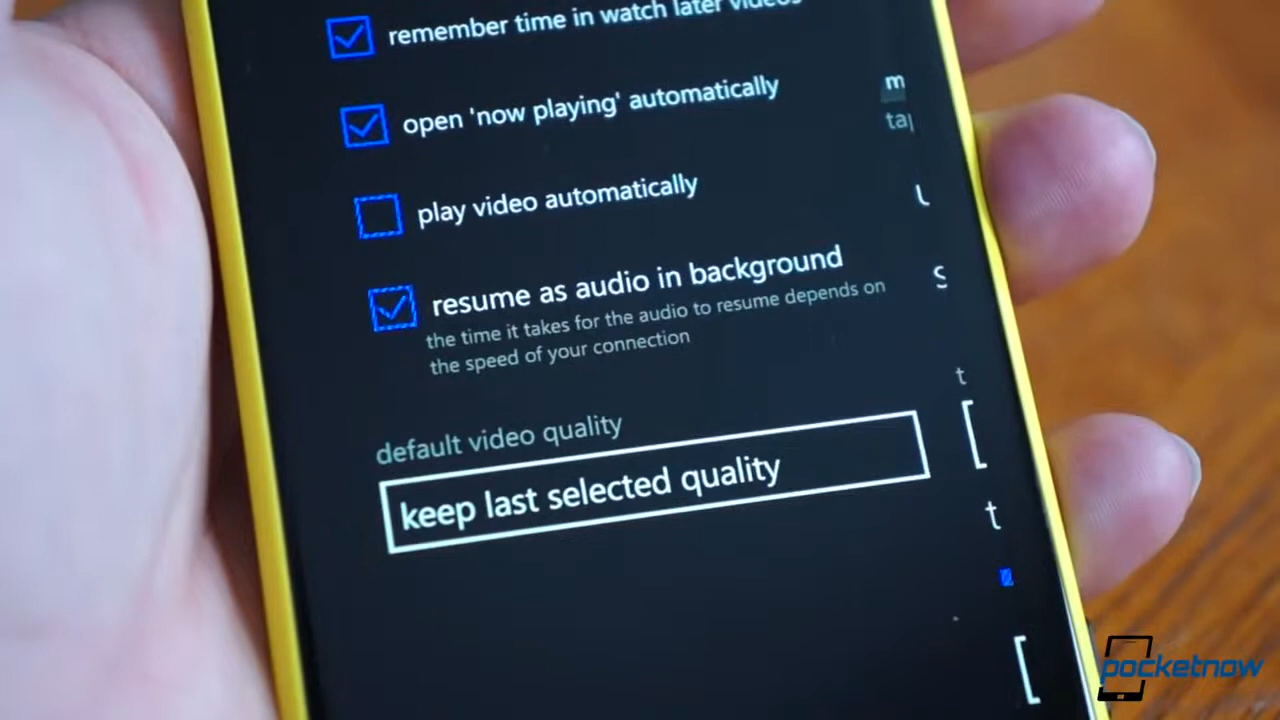 remember time in watch later videos
open 'now playing' automatically
play video automatically
resume as audio in background
the time it takes for the audio to resume depends on
the speed of your connection
default video quality
keep last selected quality
m
ta
S
t
t
pocketnow